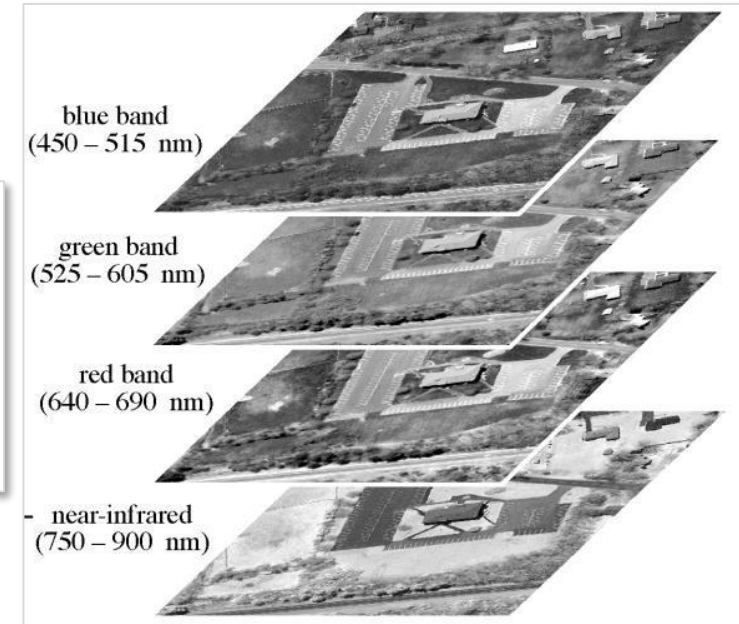 blue band
(450 – 515 nm)
green band
(525 – 605 nm)
red band
(640 – 690 nm)
- near-infrared
(750 – 900 nm)